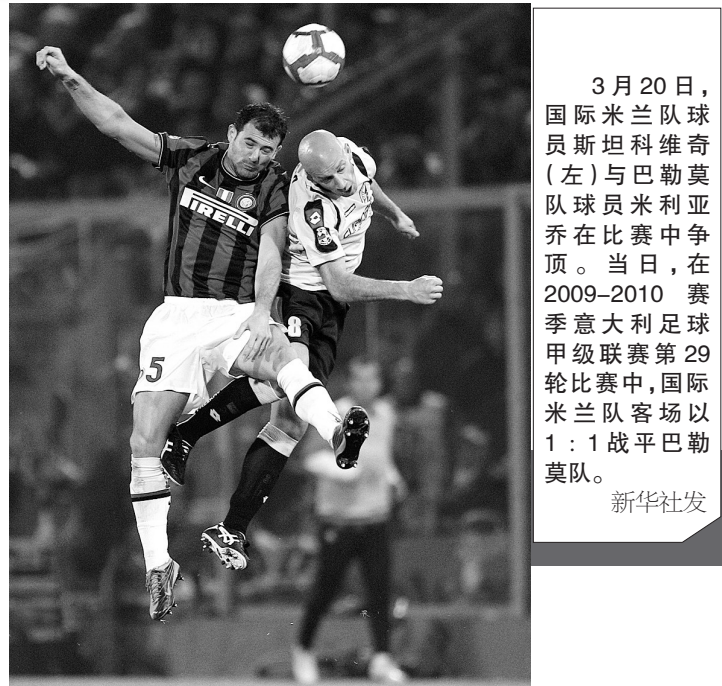 PIRELLI
5
8
3月20日，
国际米兰队球
员斯坦科维奇
（左）与巴勒莫
队球员米利亚
乔在比赛中争
顶。当日，在
2009–2010 赛
季意大利足球
甲级联赛第29
轮比赛中，国际
米兰队客场以
1：1战平巴勒
莫队。
新华社发